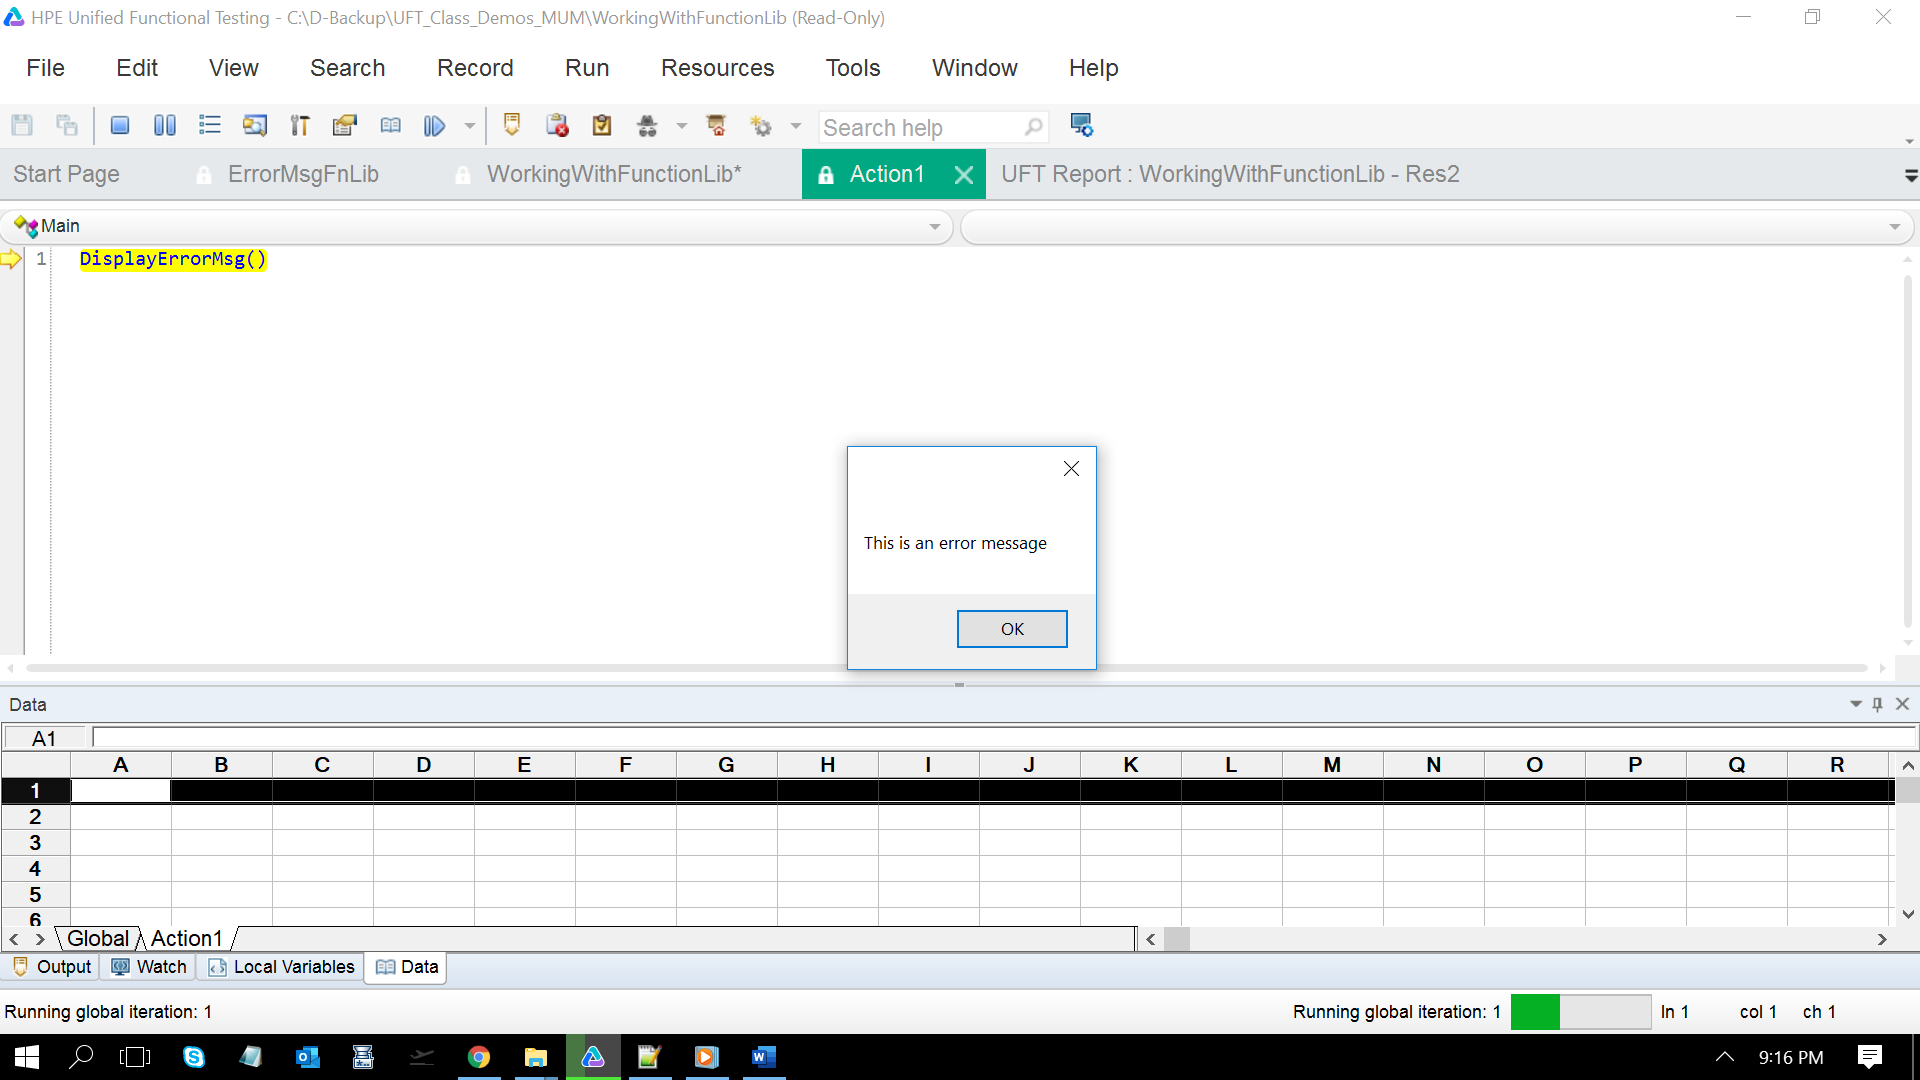 HPE Unified Functional Testing - C:\D-Backup\UFT_Class_Demos_MUM\WorkingWithFunctionLib (Read-Only)
File Edit View Search Record Run Resources Tools Window Help
Search help
Start Page ErrorMsgFnLib WorkingWithFunctionLib* Action1 UFT Report : WorkingWithFunctionLib - Res2
Main
1 DisplayErrorMsg()
This is an error message
OK
Data
A1
A B C D E F G H I J K L M N O P Q R
1
2
3
4
5
6
Global Action1
Output Watch Local Variables Data
Running global iteration: 1 Running global iteration: 1 ln 1 col 1 ch 1
9:16 PM